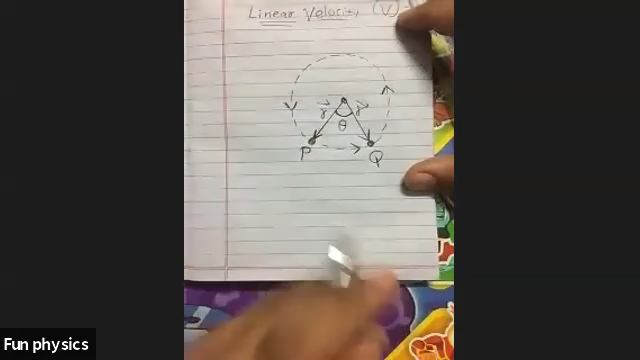 Linear Velocity (V)
r r
θ
P Q
Fun physics